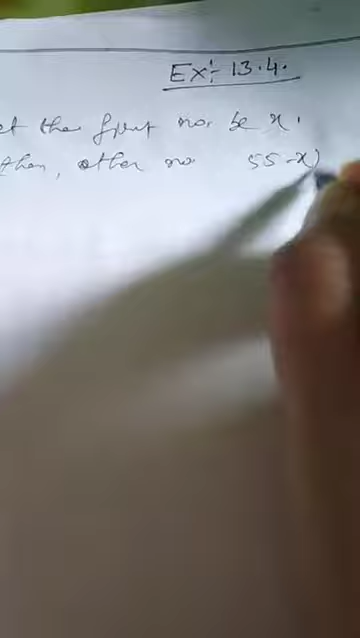 Ex:- 13.4.
et the first no. be x.
then, other no 55-x)